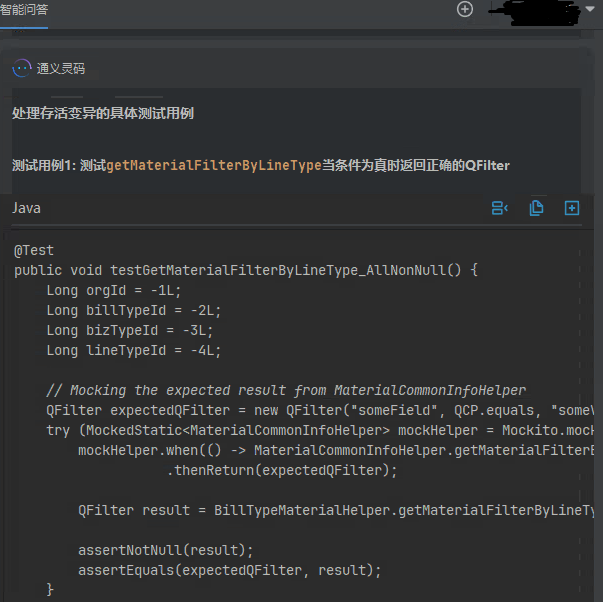 智能问答
通义灵码
处理存活变异的具体测试用例
测试用例1: 测试getMaterialFilterByLineType当条件为真时返回正确的QFilter
Java
@Test
public void testGetMaterialFilterByLineType_AllNonNull() {
    Long orgId = -1L;
    Long billTypeId = -2L;
    Long bizTypeId = -3L;
    Long lineTypeId = -4L;
    // Mocking the expected result from MaterialCommonInfoHelper
    QFilter expectedQFilter = new QFilter("someField", QCP.equals, "some
    try (MockedStatic<MaterialCommonInfoHelper> mockHelper = Mockito.mock
        mockHelper.when(() -> MaterialCommonInfoHelper.getMaterialFilter
                .thenReturn(expectedQFilter);
        QFilter result = BillTypeMaterialHelper.getMaterialFilterByLineTy
        assertNotNull(result);
        assertEquals(expectedQFilter, result);
    }